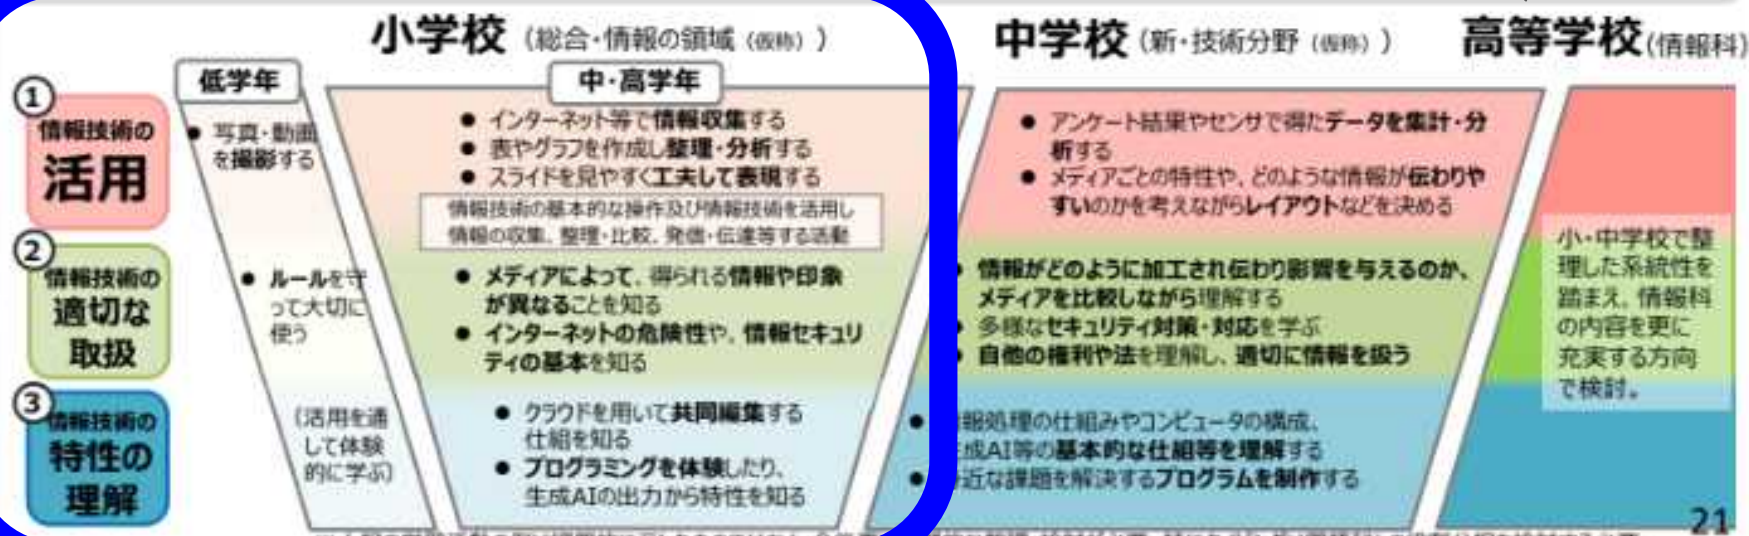 小学校（総合・情報の領域（仮称））
中学校（新・技術分野（仮称））
高等学校(情報科)
低学年
中・高学年
①
情報技術の
活用
● 写真・動画
を撮影する
● インターネット等で情報収集する
● 表やグラフを作成し整理・分析する
● スライドを見やすく工夫して表現する
情報技術の基本的な操作及び情報技術を活用し
情報の収集、整理・比較、発信・伝達等する活動
● アンケート結果やセンサで得たデータを集計・分
析する
● メディアごとの特性や、どのような情報が伝わりや
すいのかを考えながらレイアウトなどを決める
②
情報技術の
適切な
取扱
● ルールを守
って大切に
使う
● メディアによって、得られる情報や印象
が異なることを知る
● インターネットの危険性や、情報セキュリ
ティの基本を知る
情報がどのように加工され伝わり影響を与えるのか、
メディアを比較しながら理解する
多様なセキュリティ対策・対応を学ぶ
自他の権利や法を理解し、適切に情報を扱う
小・中学校で整
理した系統性を
踏まえ、情報科
の内容を更に
充実する方向
で検討。
③
情報技術の
特性の
理解
(活用を通
して体験
的に学ぶ)
● クラウドを用いて共同編集する
仕組を知る
● プログラミングを体験したり、
生成AIの出力から特性を知る
● 報処理の仕組みやコンピュータの構成、
成AI等の基本的な仕組等を理解する
● 近な課題を解決するプログラムを制作する
21